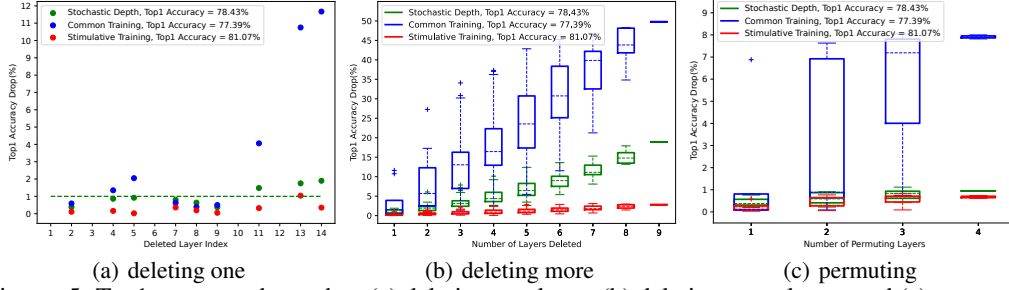 Stochastic Depth, Top1 Accuracy = 78.43%
Common Training, Top1 Accuracy = 77.39%
Stimulative Training, Top1 Accuracy = 81.07%
Top1 Accuracy Drop(%)
12
11
10
9
8
7
6
5
4
3
2
1
0
1 2 3 4 5 6 7 8 9 10 11 12 13 14
Deleted Layer Index
(a) deleting one
Stochastic Depth, Top1 Accuracy = 78.43%
Common Training, Top1 Accuracy = 77.39%
Stimulative Training, Top1 Accuracy = 81.07%
Top1 Accuracy Drop(%)
50
45
40
35
30
25
20
15
10
5
0
1 2 3 4 5 6 7 8 9
Number of Layers Deleted
(b) deleting more
Stochastic Depth, Top1 Accuracy = 78.43%
Common Training, Top1 Accuracy = 77.39%
Stimulative Training, Top1 Accuracy = 81.07%
Top1 Accuracy Drop(%)
9
8
7
6
5
4
3
2
1
0
1 2 3 4
Number of Permuting Layers
(c) permuting